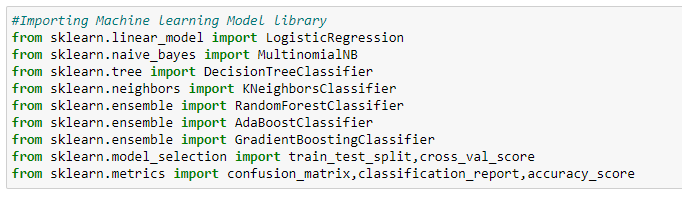 #Importing Machine learning Model library
from sklearn.linear_model import LogisticRegression
from sklearn.naive_bayes import MultinomialNB
from sklearn.tree import DecisionTreeClassifier
from sklearn.neighbors import KNeighborsClassifier
from sklearn.ensemble import RandomForestClassifier
from sklearn.ensemble import AdaBoostClassifier
from sklearn.ensemble import GradientBoostingClassifier
from sklearn.model_selection import train_test_split,cross_val_score
from sklearn.metrics import confusion_matrix,classification_report,accuracy_score